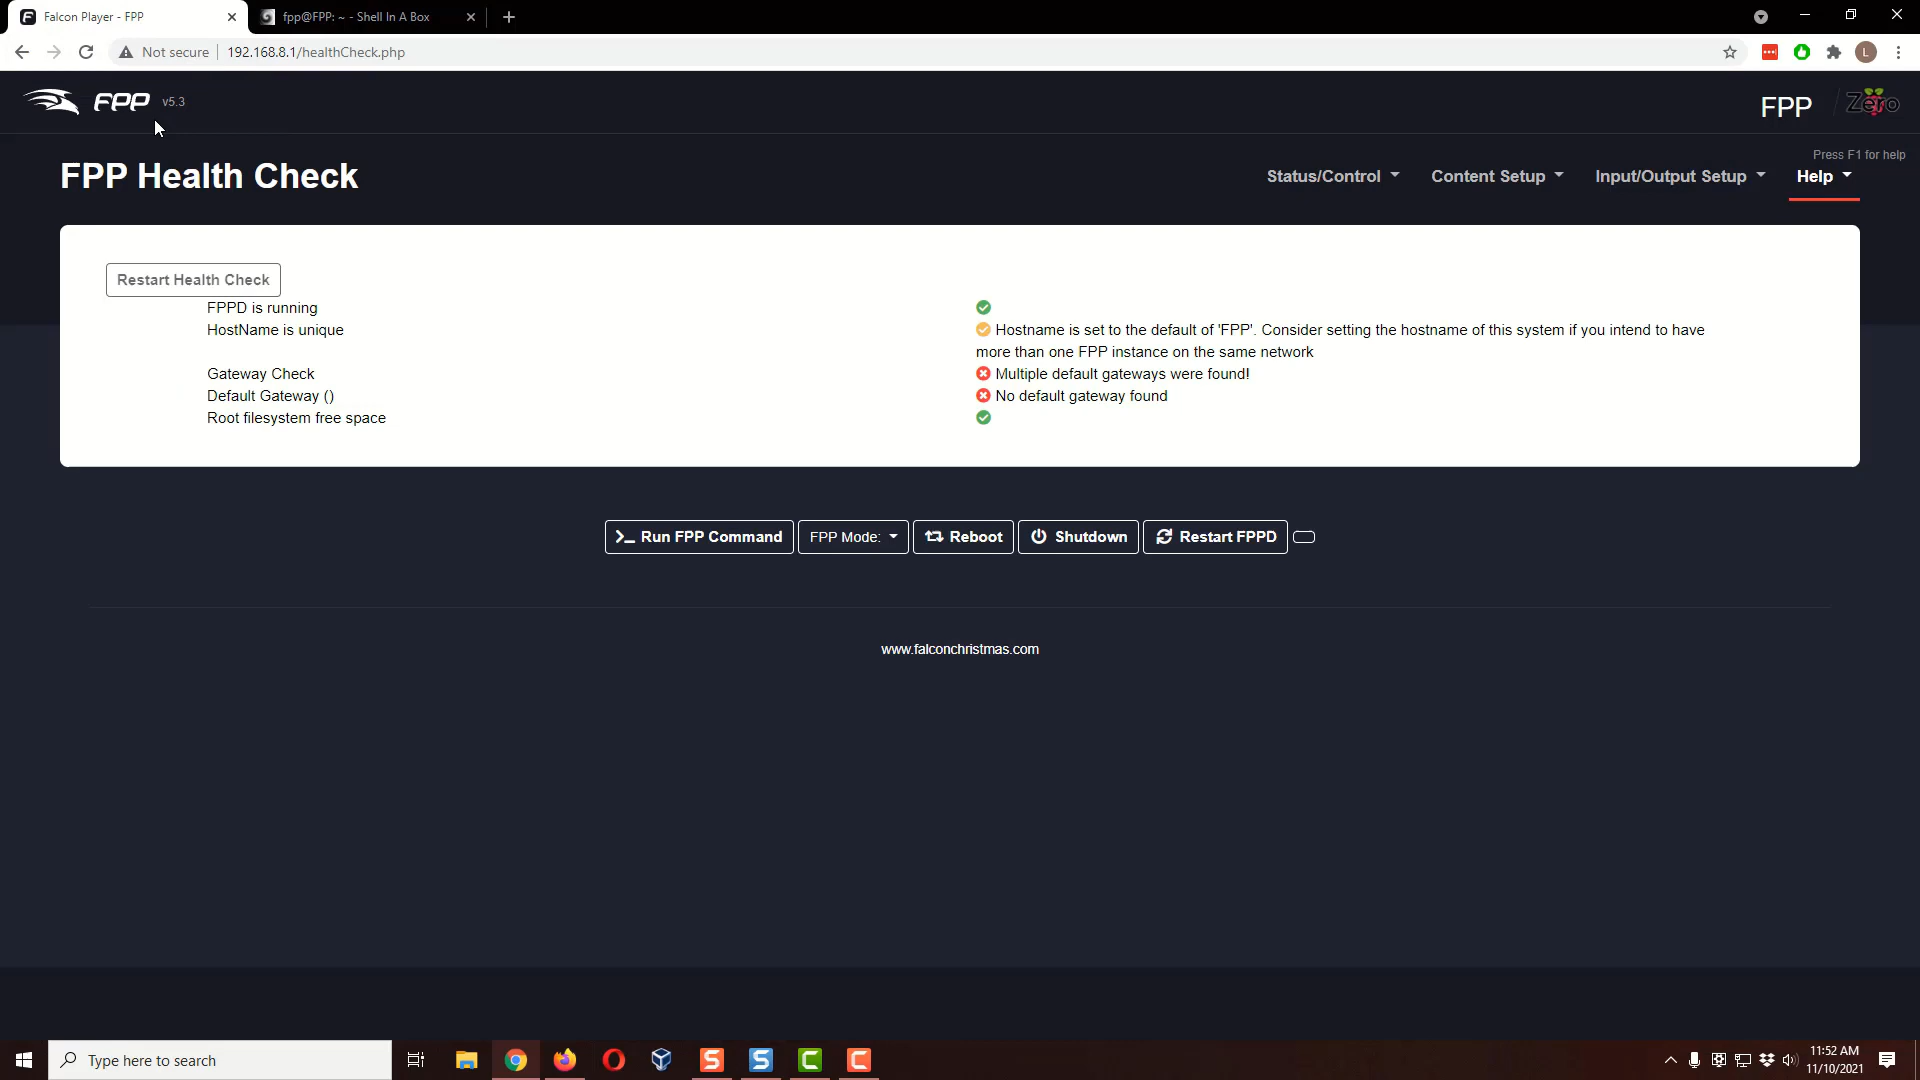 Falcon Player - FPP
fpp@FPP: ~ - Shell In A Box
Not secure
192.168.8.1/healthCheck.php
L
FPP
v5.3
FPP
Zero
Press F1 for help
FPP Health Check
Status/Control
Content Setup
Input/Output Setup
Help
Restart Health Check
FPPD is running
HostName is unique
Hostname is set to the default of 'FPP'. Consider setting the hostname of this system if you intend to have
more than one FPP instance on the same network
Gateway Check
Multiple default gateways were found!
Default Gateway ()
No default gateway found
Root filesystem free space
Run FPP Command
FPP Mode:
Reboot
Shutdown
Restart FPPD
www.falconchristmas.com
Type here to search
S
S
C
C
11:52 AM
11/10/2021